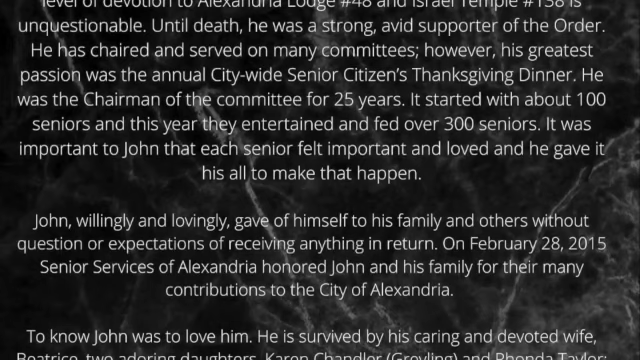 level of devotion to Alexandria Lodge #48 and Israel Temple #138 is
unquestionable. Until death, he was a strong, avid supporter of the Order.
He has chaired and served on many committees; however, his greatest
passion was the annual City-wide Senior Citizen's Thanksgiving Dinner. He
was the Chairman of the committee for 25 years. It started with about 100
seniors and this year they entertained and fed over 300 seniors. It was
important to John that each senior felt important and loved and he gave it
his all to make that happen.
John, willingly and lovingly, gave of himself to his family and others without
question or expectations of receiving anything in return. On February 28, 2015
Senior Services of Alexandria honored John and his family for their many
contributions to the City of Alexandria.
To know John was to love him. He is survived by his caring and devoted wife,
Beatrice, two adoring daughters, Karen Chandler (Greyling) and Rhonda Taylor;